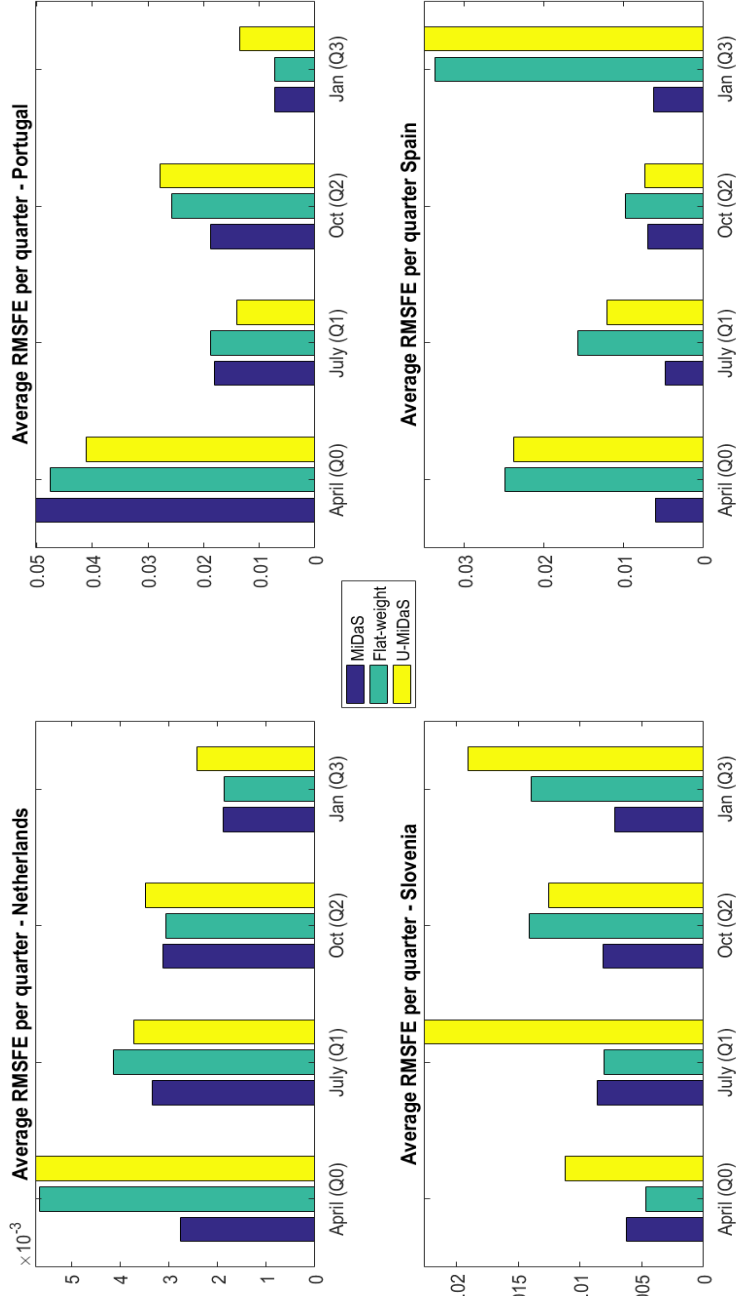 Average RMSFE per quarter - Netherlands
×10⁻³
5
4
3
2
1
0
April (Q0) July (Q1) Oct (Q2) Jan (Q3)
Average RMSFE per quarter - Portugal
0.05
0.04
0.03
0.02
0.01
0
April (Q0) July (Q1) Oct (Q2) Jan (Q3)
MiDaS
Flat-weight
U-MiDaS
Average RMSFE per quarter - Slovenia
.02
015
.01
005
0
April (Q0) July (Q1) Oct (Q2) Jan (Q3)
Average RMSFE per quarter Spain
0.03
0.02
0.01
0
April (Q0) July (Q1) Oct (Q2) Jan (Q3)